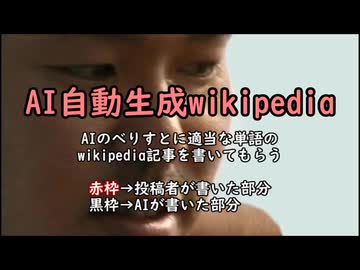 AI自動生成wikipedia
AIのべりすとに適当な単語の
wikipedia記事を書いてもらう
赤枠→投稿者が書いた部分
黒枠→AIが書いた部分